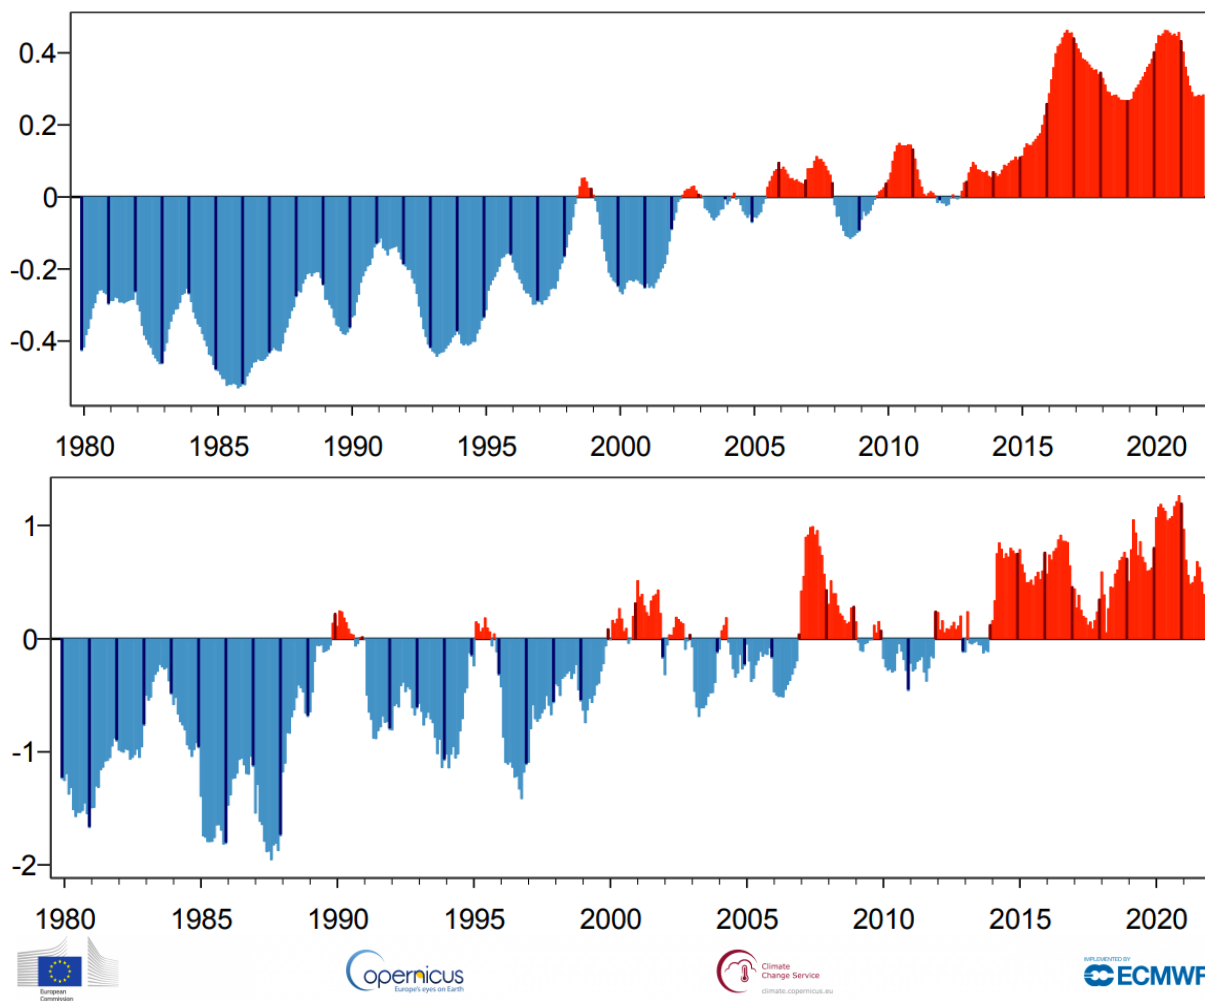 0.4
0.2
0
-0.2
-0.4
1980 1985 1990 1995 2000 2005 2010 2015 2020
1
0
-1
-2
1980 1985 1990 1995 2000 2005 2010 2015 2020
European
Commission
opernicus
Europe's eyes on Earth
Climate
Change Service
climate.copernicus.eu
IMPLEMENTED BY
ECMWF